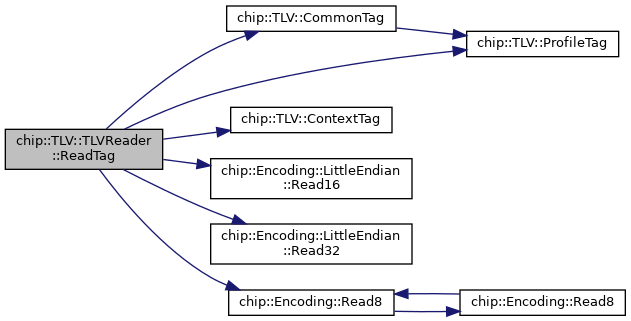 chip::TLV::TLVReader
::ReadTag
chip::TLV::CommonTag
chip::TLV::ProfileTag
chip::TLV::ContextTag
chip::Encoding::LittleEndian
::Read16
chip::Encoding::LittleEndian
::Read32
chip::Encoding::Read8
chip::Encoding::Read8